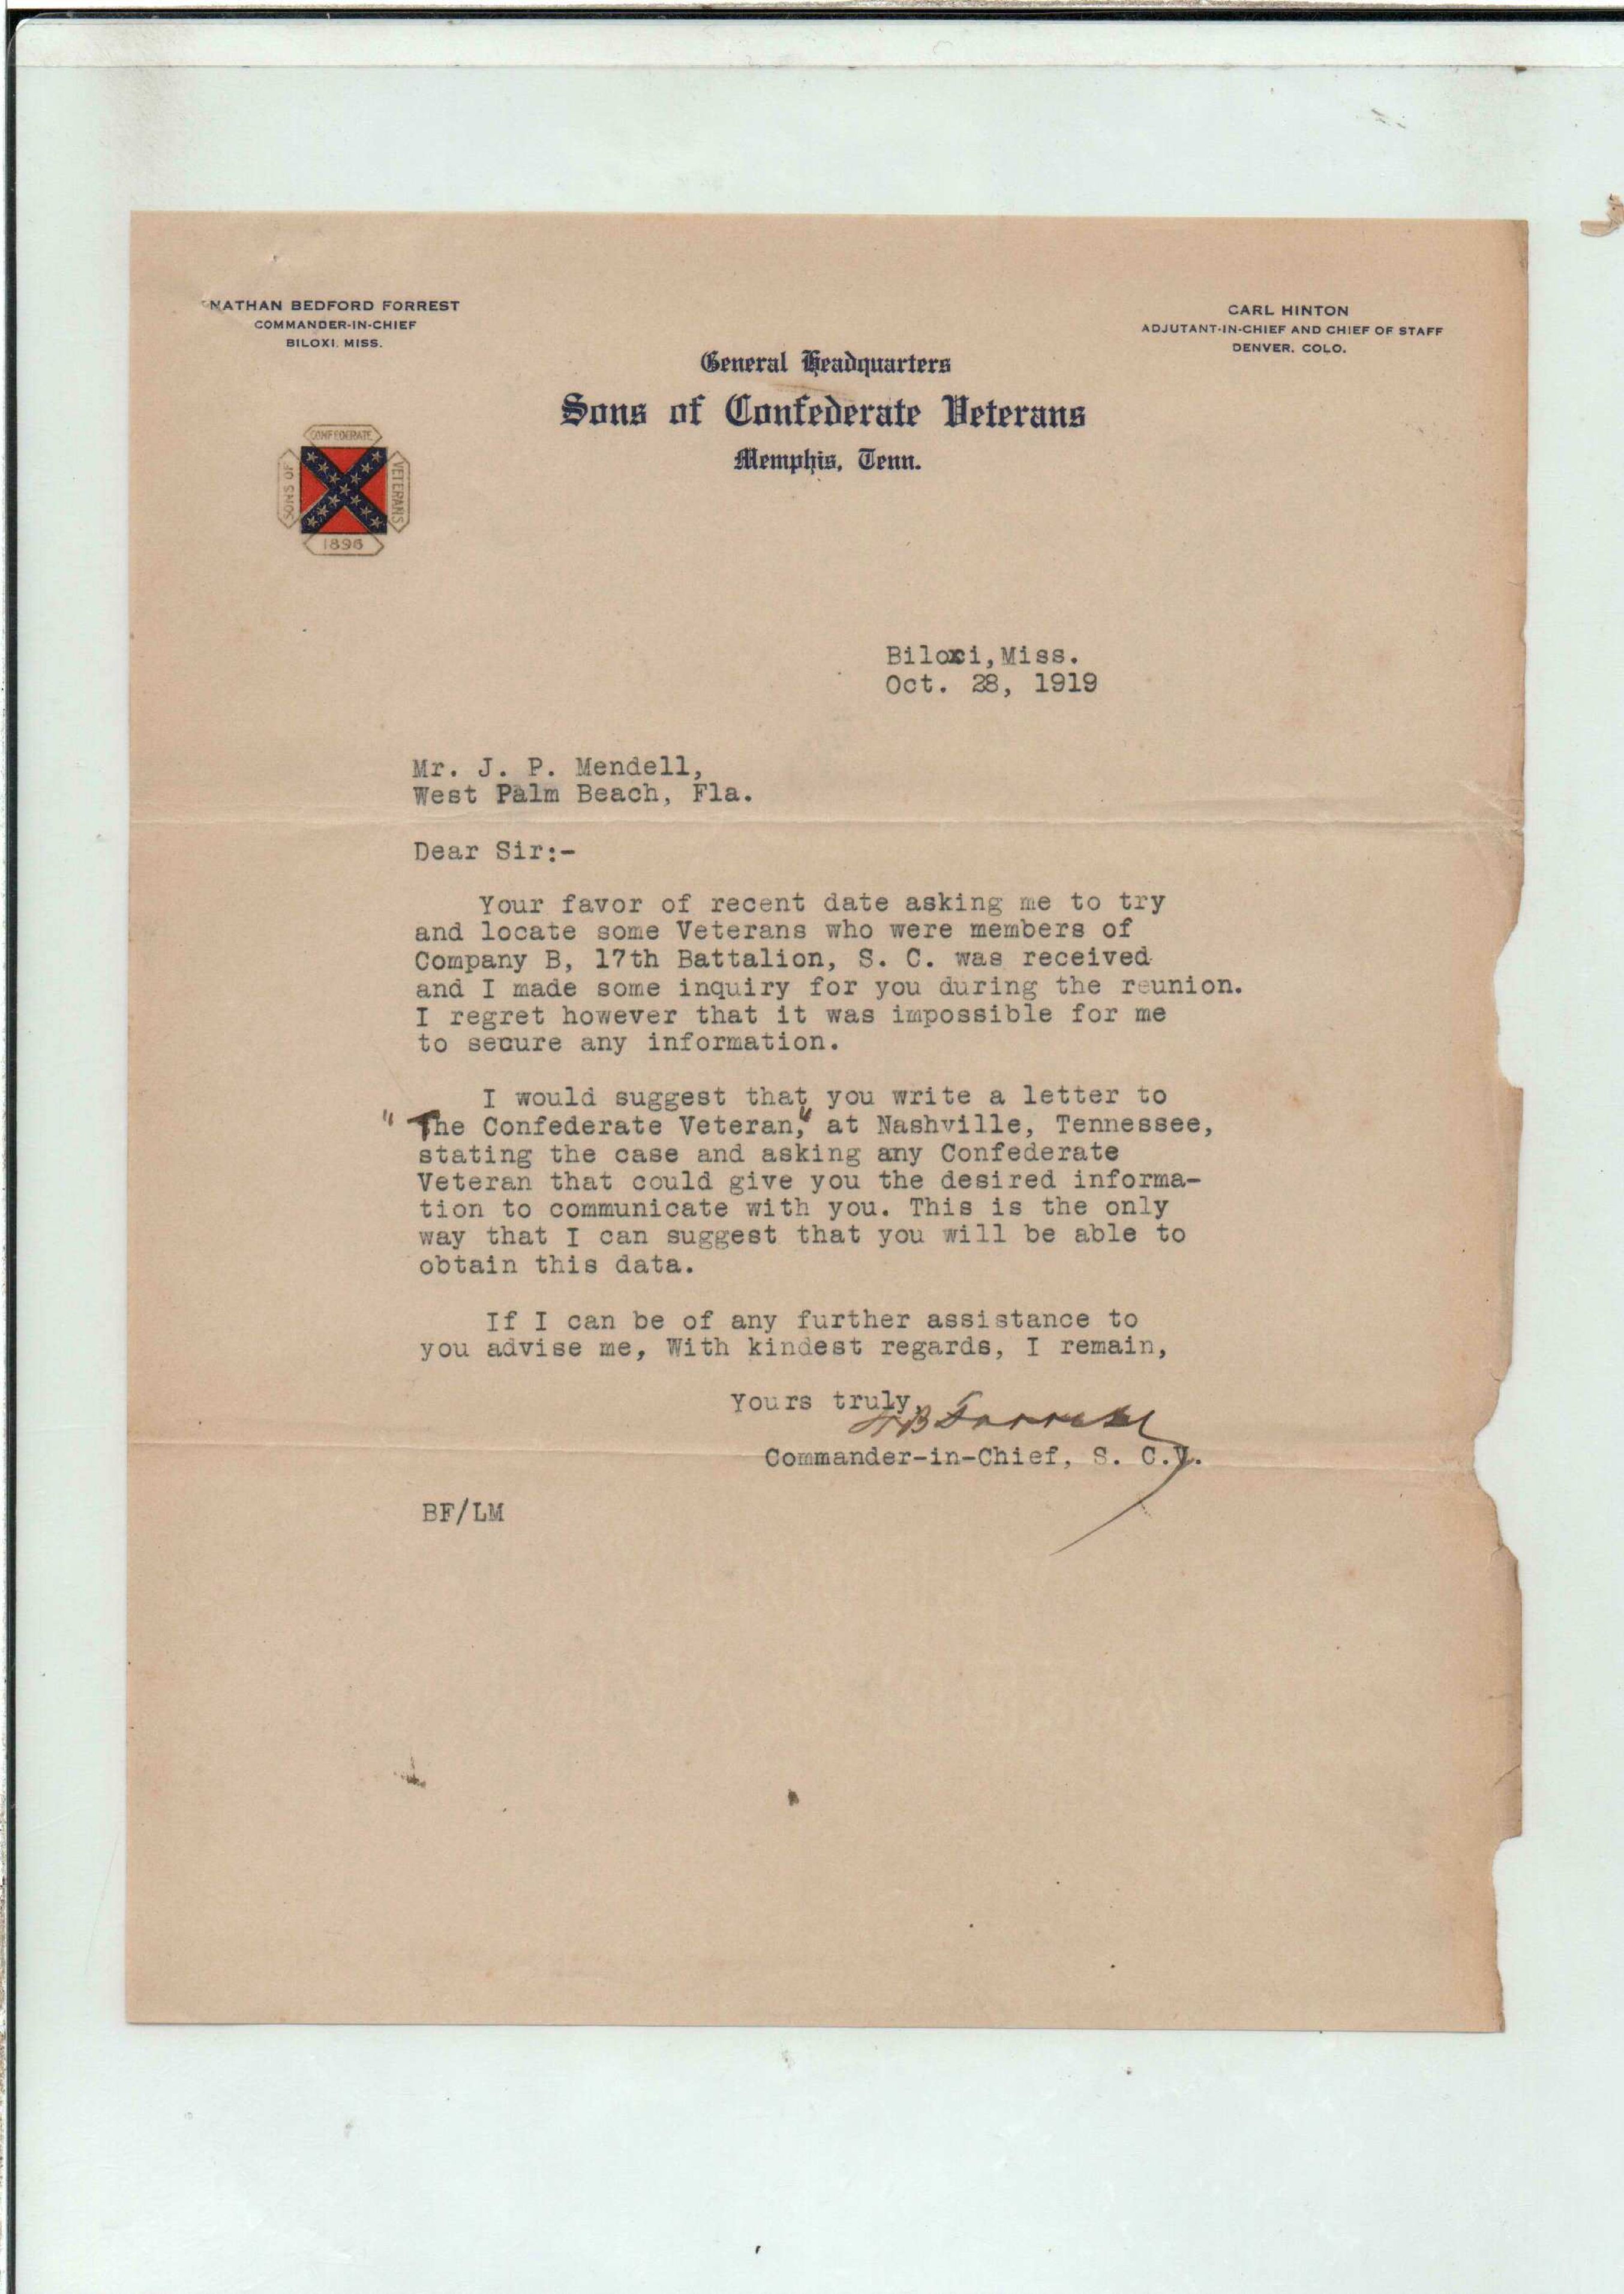 NATHAN BEDFORD FORREST
COMMANDER-IN-CHIEF
BILOXI, MISS.
CARL HINTON
ADJUTANT-IN-CHIEF AND CHIEF OF STAFF
DENVER, COLO.
General Headquarters
Sons of Confederate Veterans
Memphis, Tenn.
CONFEDERATE
SONS OF
VETERANS
1896
Biloxi, Miss.
Oct. 28, 1919
Mr. J. P. Mendell,
West Palm Beach, Fla.
Dear Sir:-
Your favor of recent date asking me to try
and locate some Veterans who were members of
Company B, 17th Battalion, S. C. was received
and I made some inquiry for you during the reunion.
I regret however that it was impossible for me
to secure any information.
I would suggest that you write a letter to
"The Confederate Veteran," at Nashville, Tennessee,
stating the case and asking any Confederate
Veteran that could give you the desired informa-
tion to communicate with you. This is the only
way that I can suggest that you will be able to
obtain this data.
If I can be of any further assistance to
you advise me, With kindest regards, I remain,
Yours truly,
NB Forrest
Commander-in-Chief, S. C.V.
BF/LM